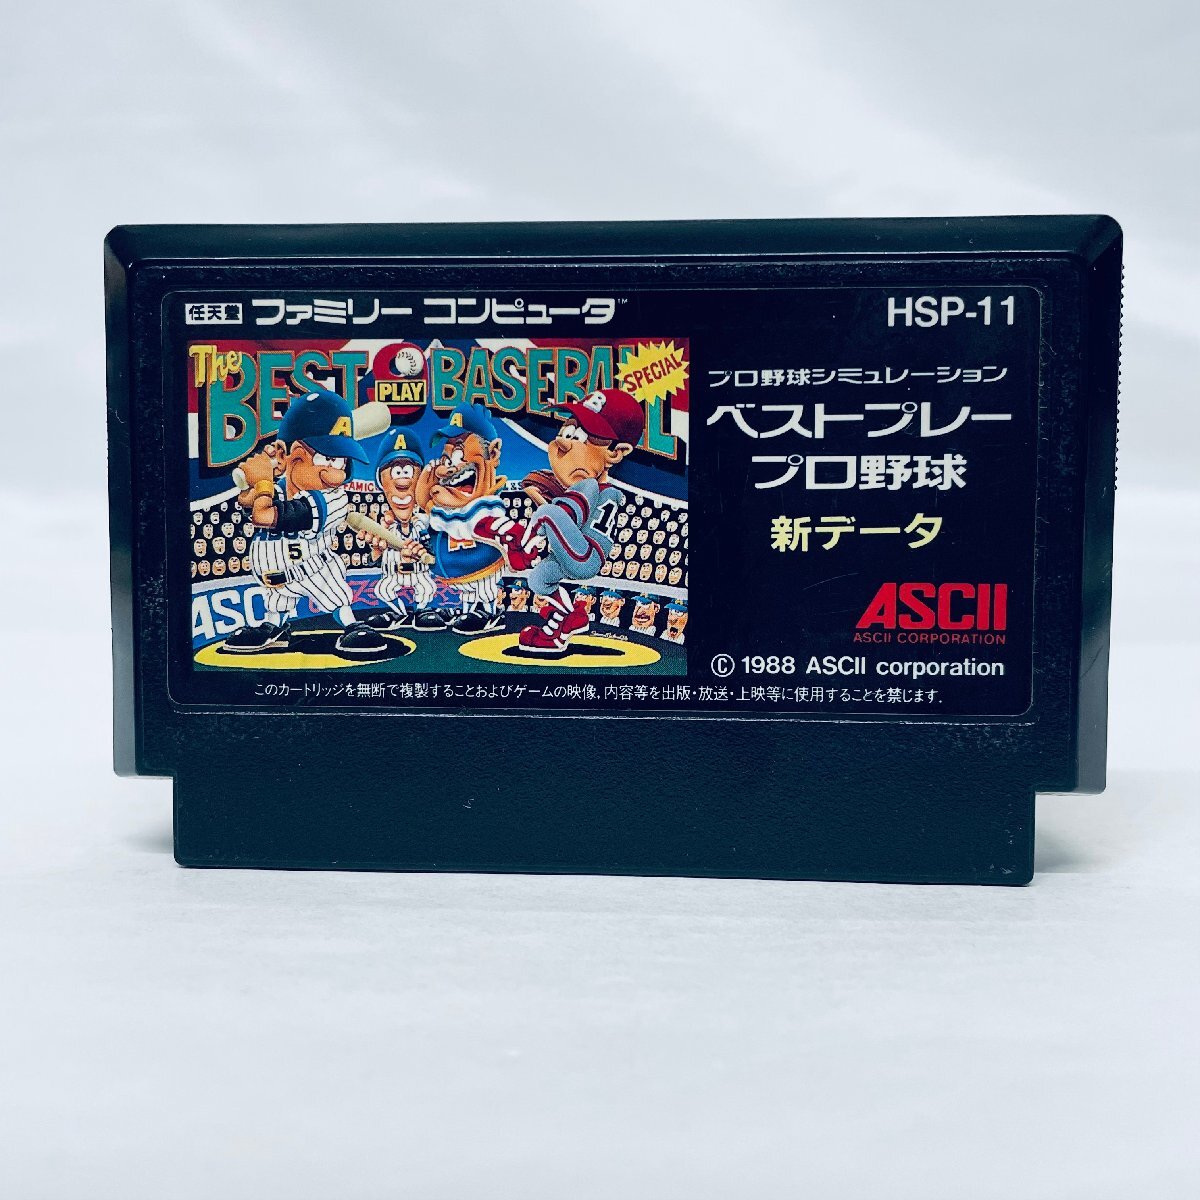 任天堂 ファミリー コンピュータ™
HSP-11
The BEST PLAY BASEBALL
SPECIAL
プロ野球シミュレーション
ベストプレー
プロ野球
新データ
ASCII
ASCII CORPORATION
© 1988 ASCII corporation
A
A
A
B
5
1
A
ASCII
このカートリッジを無断で複製することおよびゲームの映像,内容等を出版・放送・上映等に使用することを禁じます.